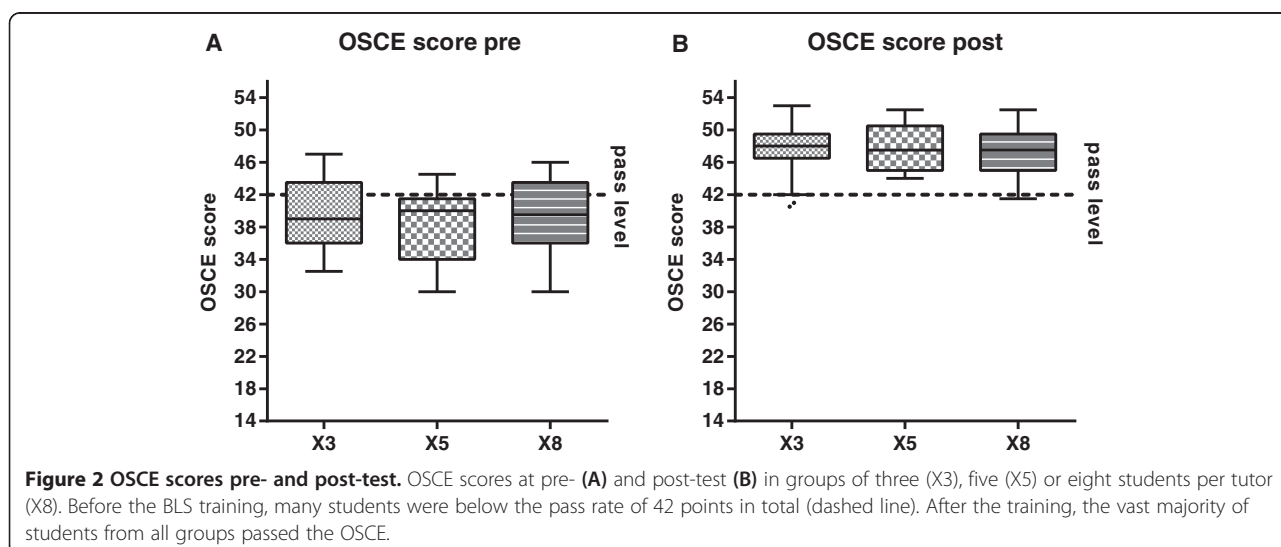 A OSCE score pre
OSCE score
54
50
46
42
38
34
30
26
22
18
14
X3 X5 X8
pass level
B OSCE score post
OSCE score
54
50
46
42
38
34
30
26
22
18
14
X3 X5 X8
pass level
Figure 2 OSCE scores pre- and post-test. OSCE scores at pre- (A) and post-test (B) in groups of three (X3), five (X5) or eight students per tutor
(X8). Before the BLS training, many students were below the pass rate of 42 points in total (dashed line). After the training, the vast majority of
students from all groups passed the OSCE.